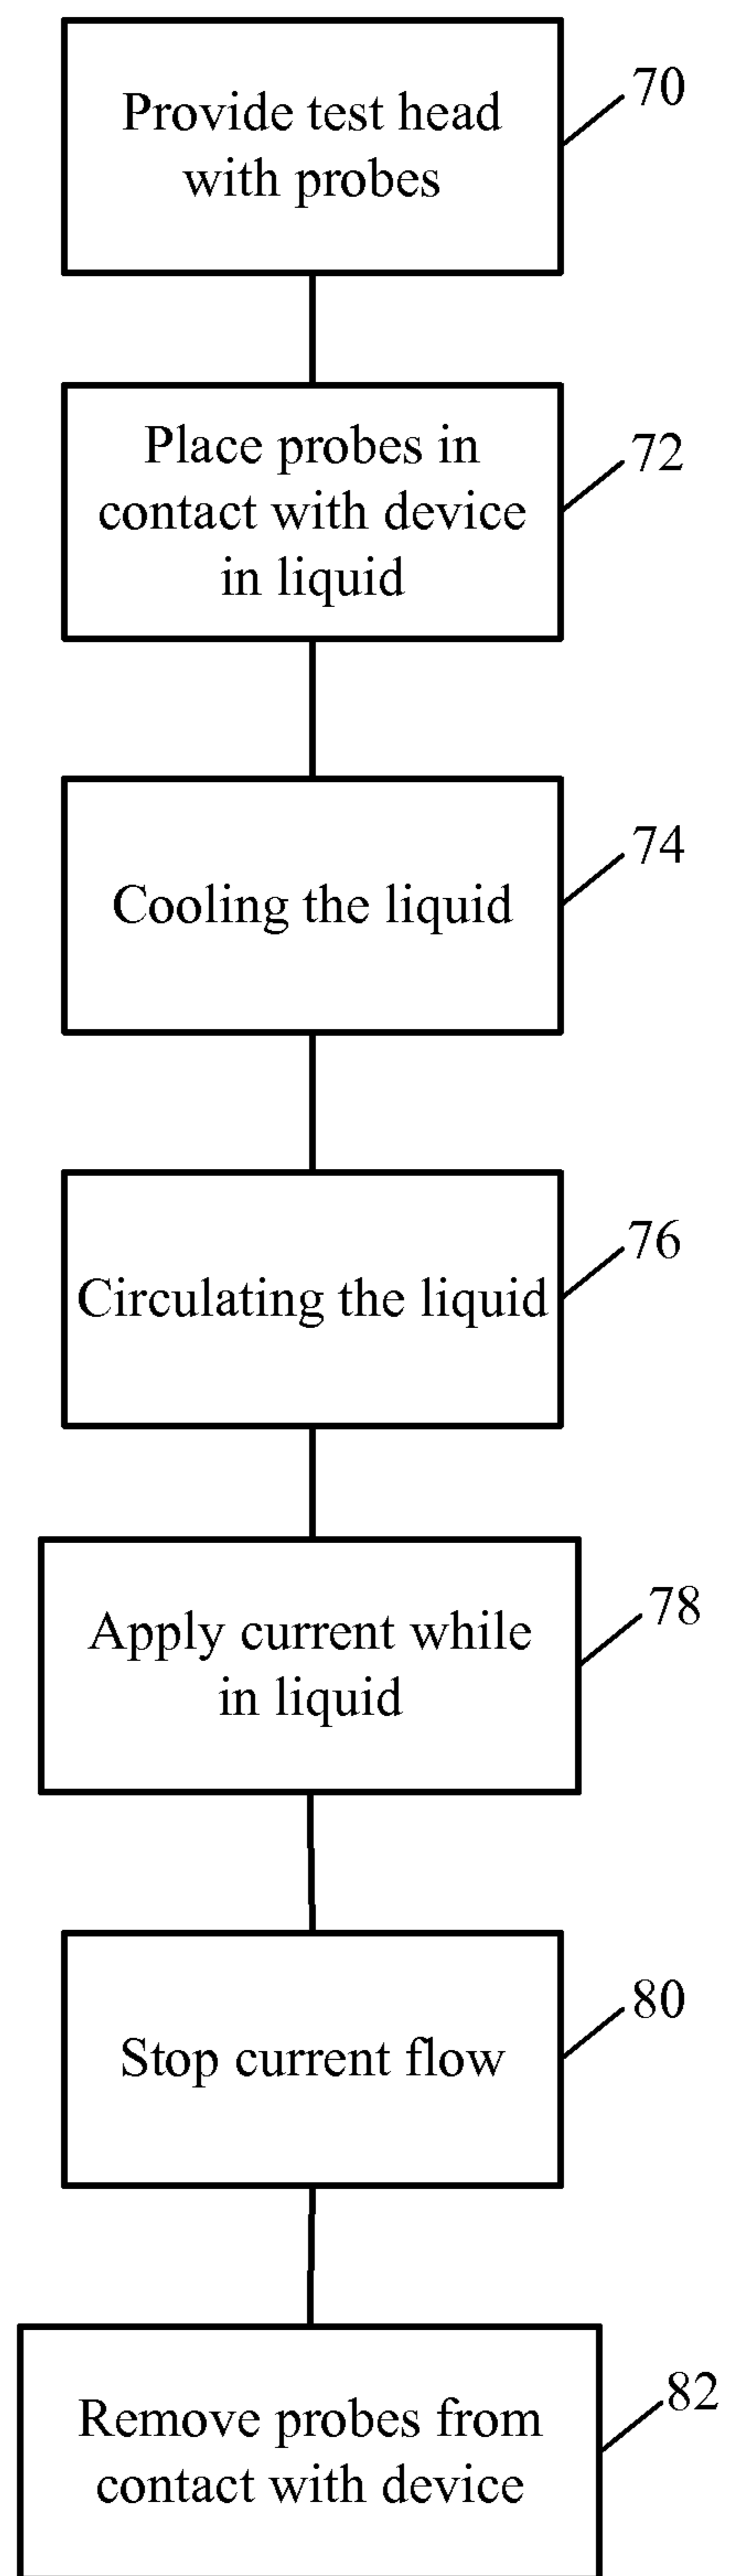 Provide test head
with probes
70
Place probes in
contact with device
in liquid
72
Cooling the liquid
74
Circulating the liquid
76
Apply current while
in liquid
78
Stop current flow
80
Remove probes from
contact with device
82